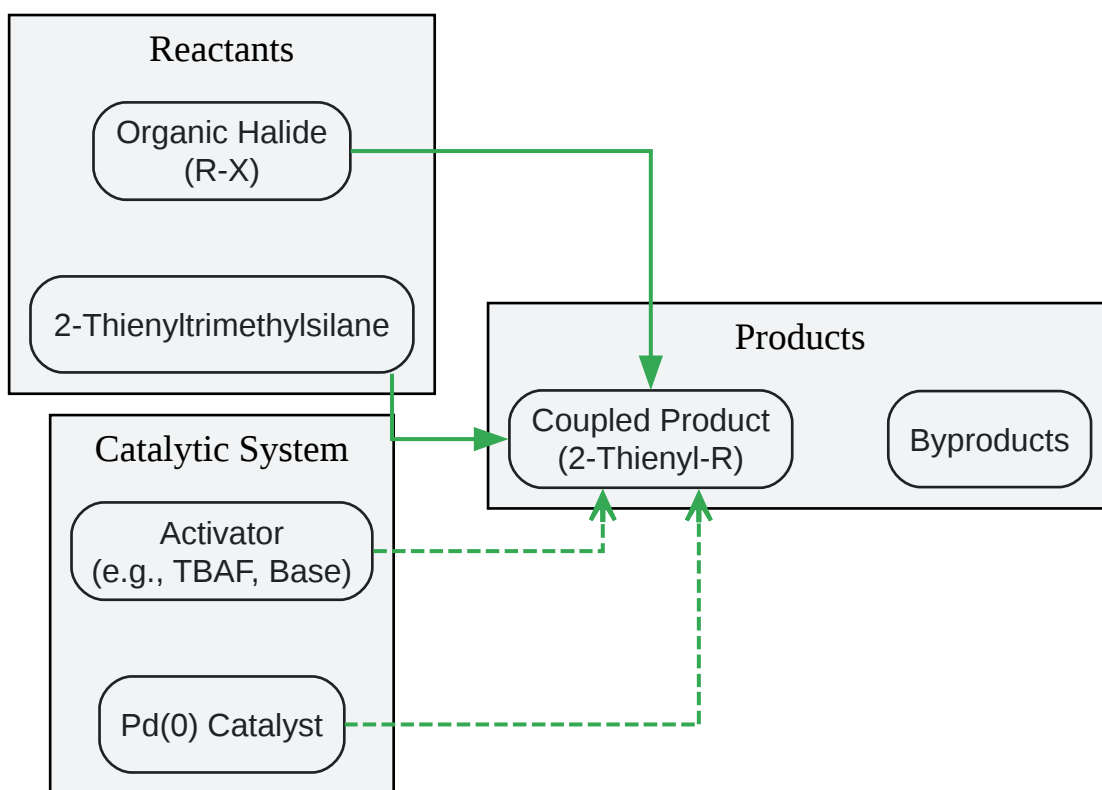 Reactants
Organic Halide
(R-X)
2-Thienyltrimethylsilane
Products
Coupled Product
(2-Thienyl-R)
Byproducts
Catalytic System
Activator
(e.g., TBAF, Base)
Pd(0) Catalyst